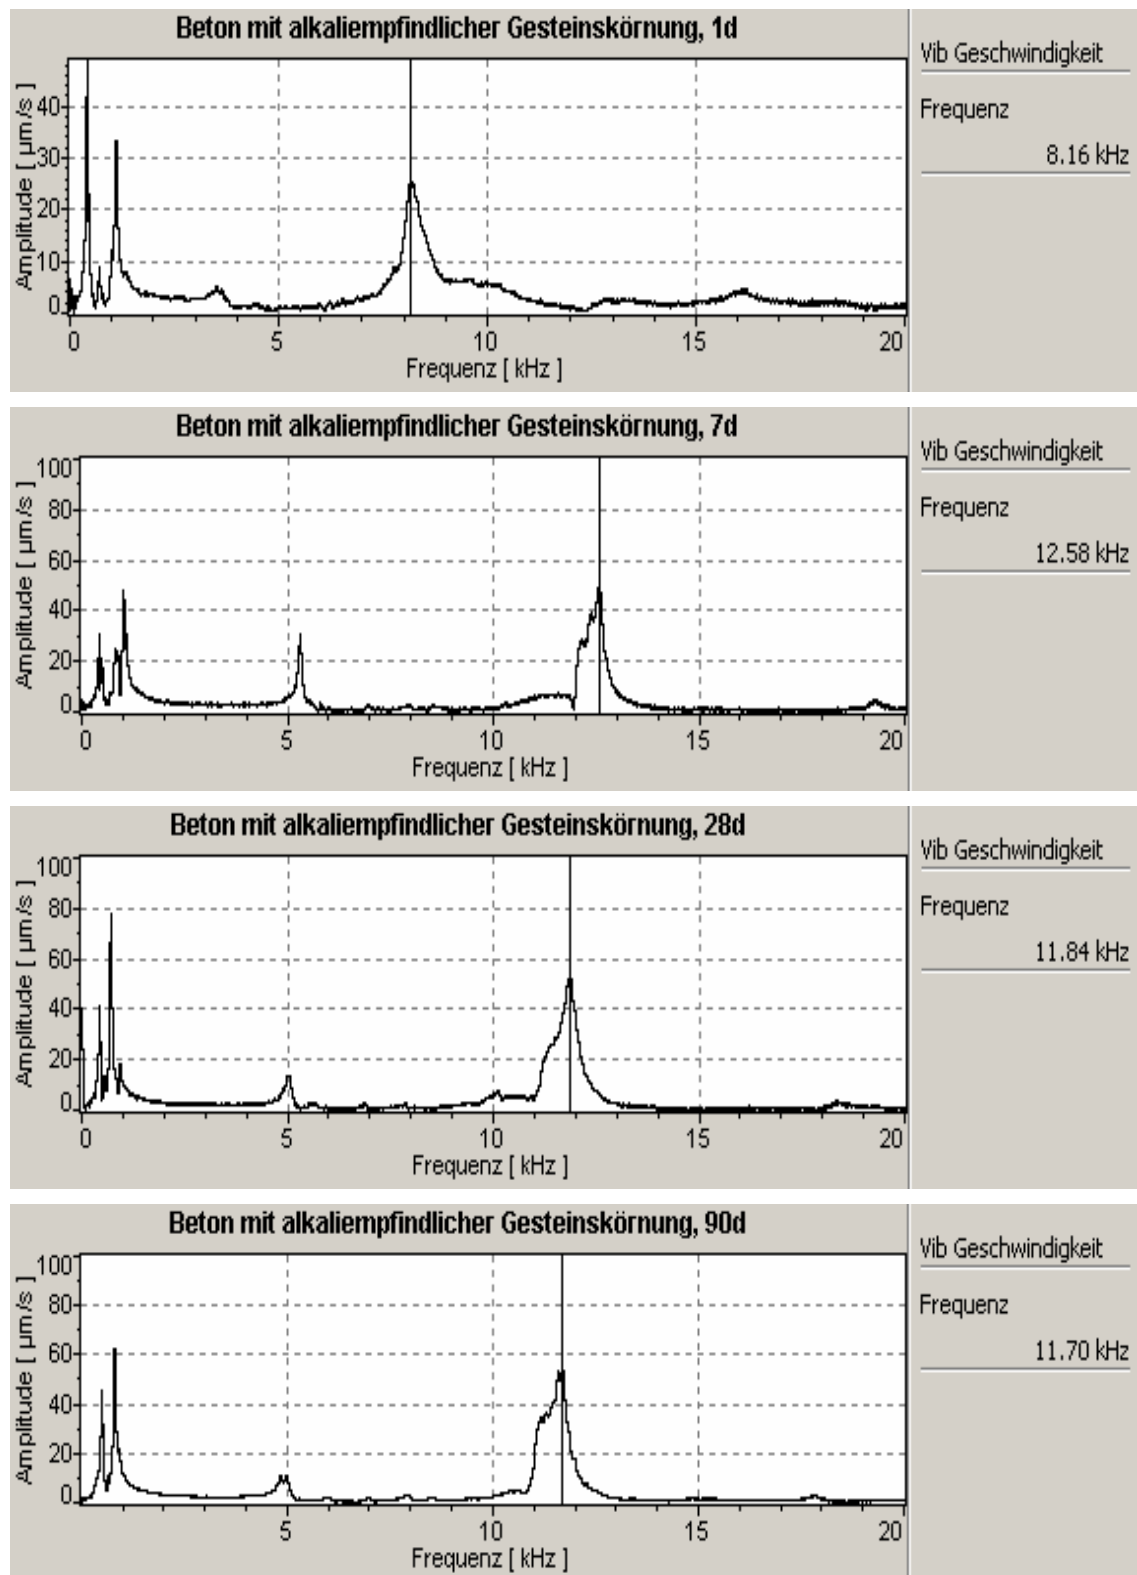 Beton mit alkaliempfindlicher Gesteinskörnung, 1d
Vib Geschwindigkeit
Frequenz
8.16 kHz
Amplitude [ µm/s ]
40
30
20
10
0
0 5 10 15 20
Frequenz [ kHz ]
Beton mit alkaliempfindlicher Gesteinskörnung, 7d
Vib Geschwindigkeit
Frequenz
12.58 kHz
Amplitude [ µm/s ]
100
80
60
40
20
0
0 5 10 15 20
Frequenz [ kHz ]
Beton mit alkaliempfindlicher Gesteinskörnung, 28d
Vib Geschwindigkeit
Frequenz
11.84 kHz
Amplitude [ µm/s ]
100
80
60
40
20
0
0 5 10 15 20
Frequenz [ kHz ]
Beton mit alkaliempfindlicher Gesteinskörnung, 90d
Vib Geschwindigkeit
Frequenz
11.70 kHz
Amplitude [ µm/s ]
100
80
60
40
20
0
5 10 15 20
Frequenz [ kHz ]